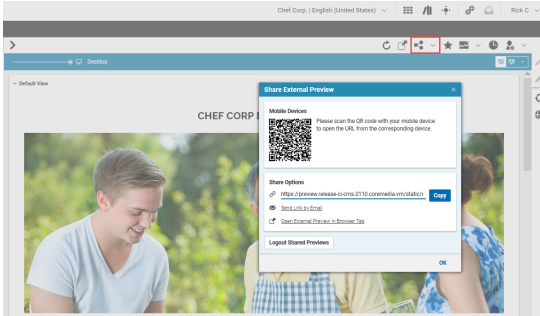 Chef Corp. | English (United States)
Rick C
Desktop
Default View
CHEF CORP
Share External Preview
Mobile Devices
Please scan the QR code with your mobile device
to open the URL from the corresponding device.
Share Options
https://preview.release-ci-cms-2110.coremedia.vm/static/
Copy
Send Link by Email
Open External Preview in Browser Tab
Logout Shared Previews
OK